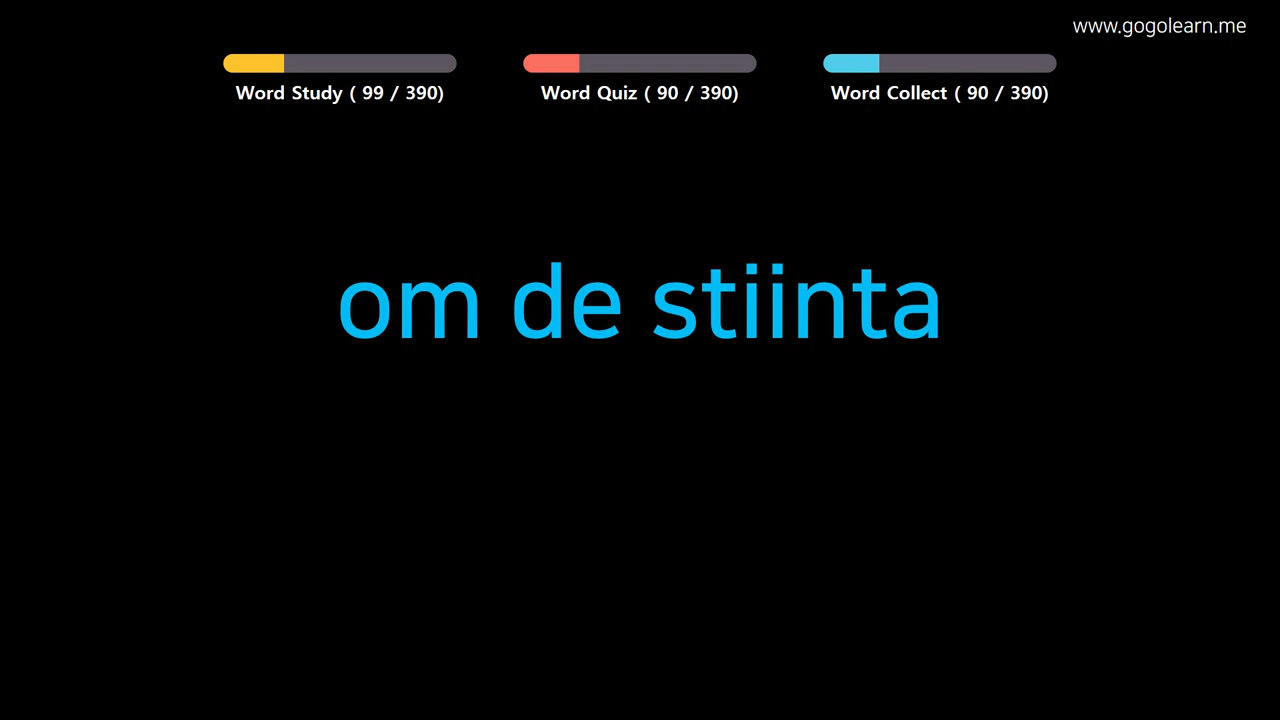 www.gogolearn.me
Word Study ( 99 / 390)
Word Quiz ( 90 / 390)
Word Collect ( 90 / 390)
om de stiinta